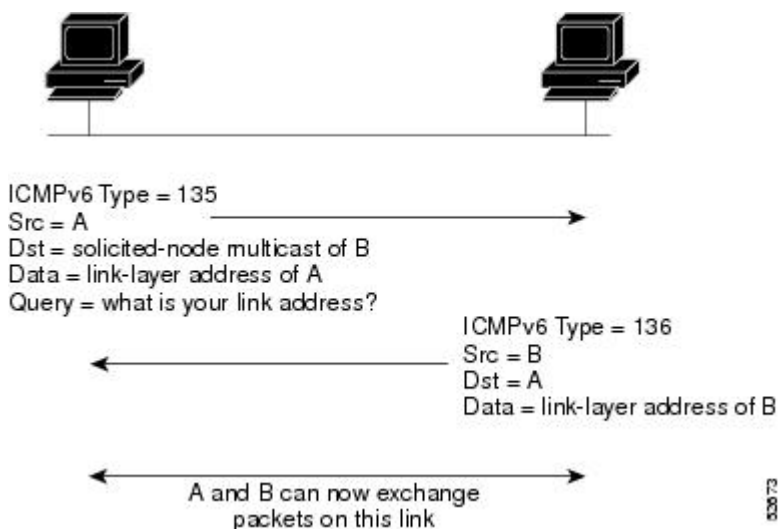 ICMPv6 Type = 135
Src = A
Dst = solicited-node multicast of B
Data = link-layer address of A
Query = what is your link address?
ICMPv6 Type = 136
Src = B
Dst = A
Data = link-layer address of B
A and B can now exchange
packets on this link
52673